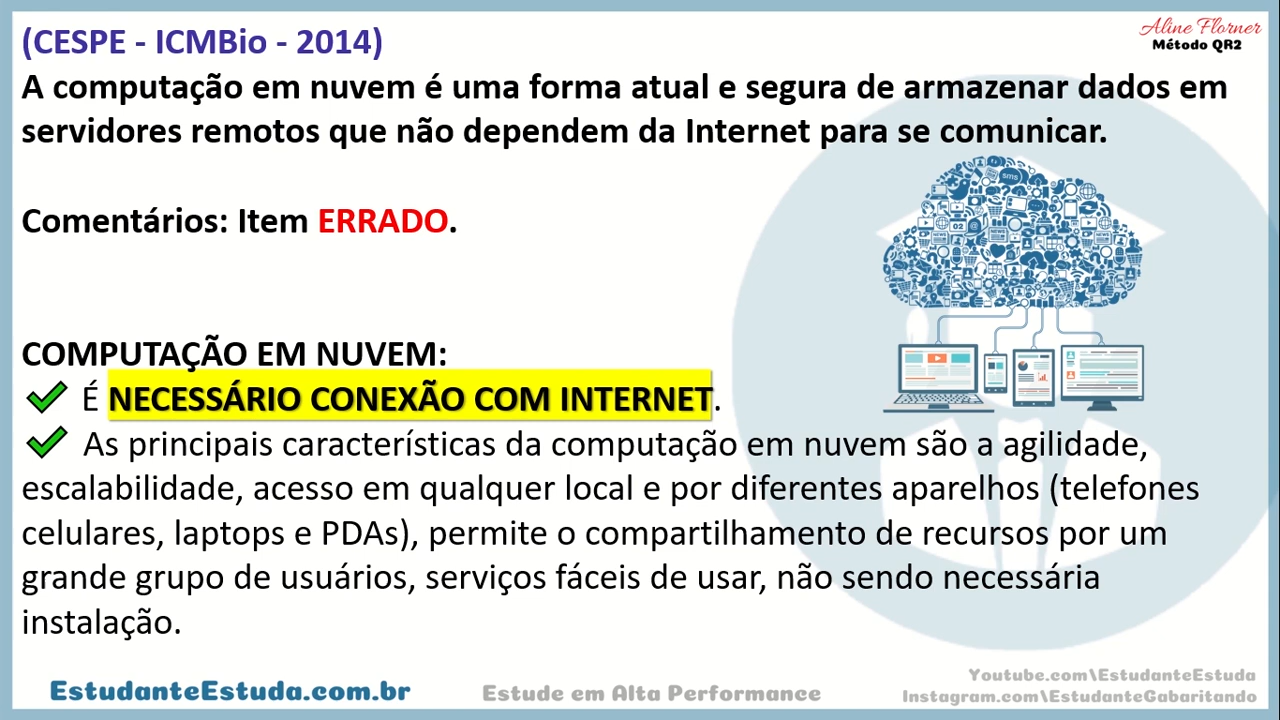 (CESPE - ICMBio - 2014)
Aline Florner
Método QR2
A computação em nuvem é uma forma atual e segura de armazenar dados em
servidores remotos que não dependem da Internet para se comunicar.
Comentários: Item ERRADO.
COMPUTAÇÃO EM NUVEM:
É NECESSÁRIO CONEXÃO COM INTERNET.
As principais características da computação em nuvem são a agilidade,
escalabilidade, acesso em qualquer local e por diferentes aparelhos (telefones
celulares, laptops e PDAs), permite o compartilhamento de recursos por um
grande grupo de usuários, serviços fáceis de usar, não sendo necessária
instalação.
EstudanteEstuda.com.br
Estude em Alta Performance
Youtube.com\EstudanteEstuda
Instagram.com\EstudanteGabaritando
sms